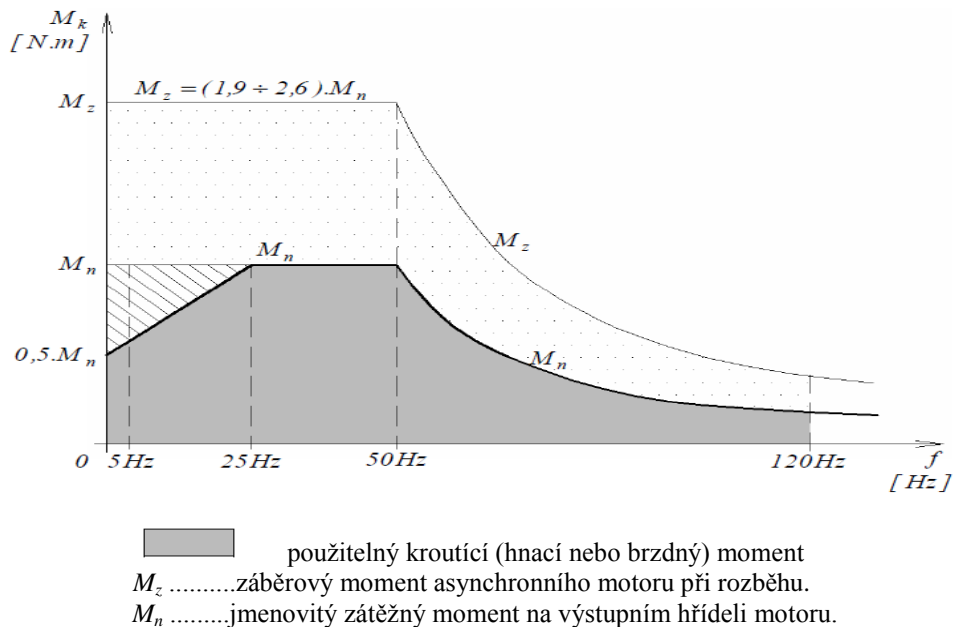 M_k
[ N.m ]
M_z
M_z = (1,9 ÷ 2,6).M_n
M_z
M_n
M_n
0,5.M_n
M_n
0
5Hz
25Hz
50Hz
120Hz
f
[ Hz ]
použitelný kroutící (hnací nebo brzdný) moment
M_z ..........záběrový moment asynchronního motoru při rozběhu.
M_n .........jmenovitý zátěžný moment na výstupním hřídeli motoru.